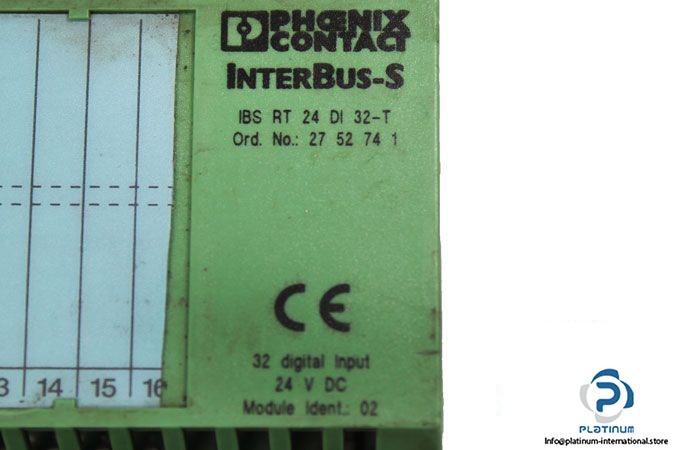 PHOENIX
CONTACT
INTERBUS-S
IBS RT 24 DI 32-T
Ord. No.: 27 52 74 1
CE
32 digital Input
24 V DC
Module Ident.: 02
3 14 15 16
PLATINUM
Info@platinum-international.store